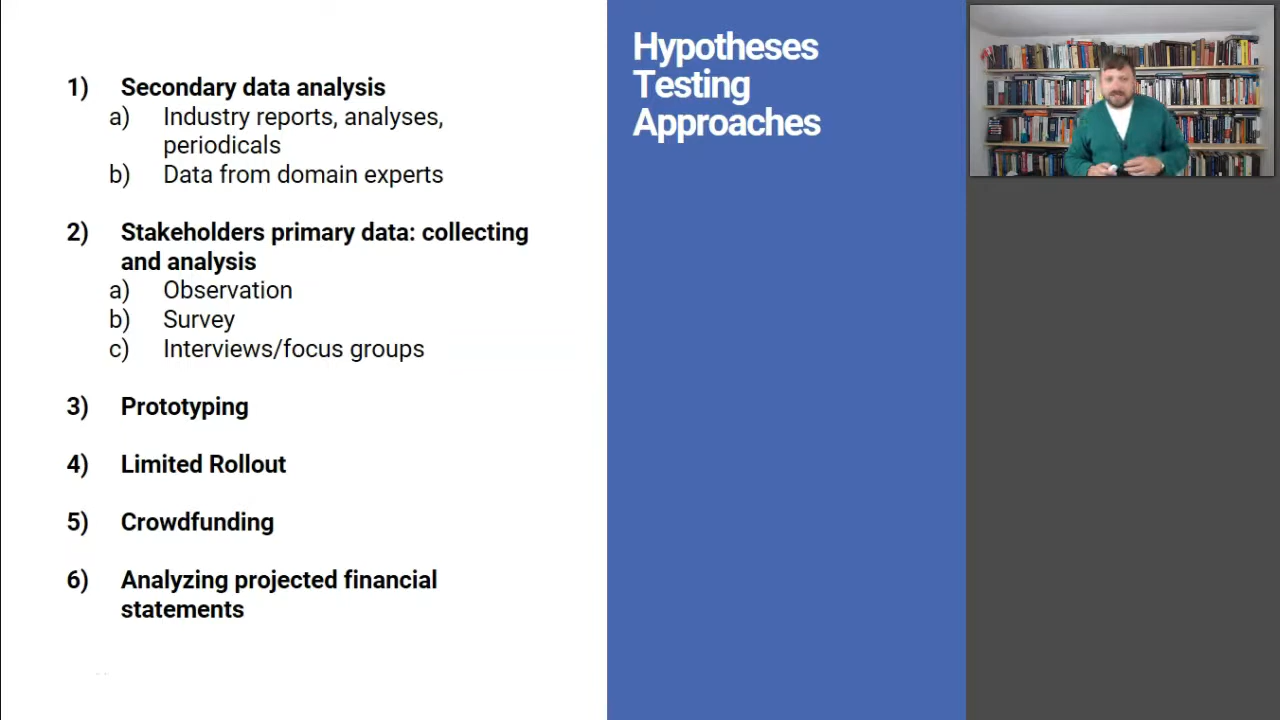 1) Secondary data analysis
a) Industry reports, analyses,
periodicals
b) Data from domain experts
2) Stakeholders primary data: collecting
and analysis
a) Observation
b) Survey
c) Interviews/focus groups
3) Prototyping
4) Limited Rollout
5) Crowdfunding
6) Analyzing projected financial
statements
Hypotheses
Testing
Approaches